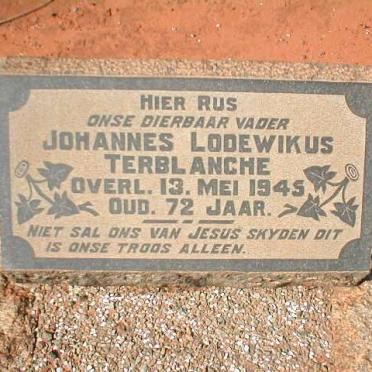 HIER RUS
ONSE DIERBAAR VADER
JOHANNES LODEWIKUS
TERBLANCHE
OVERL. 13. MEI 1945
OUD. 72 JAAR.
NIET SAL ONS VAN JESUS SKYDEN DIT
IS ONSE TROOS ALLEEN.